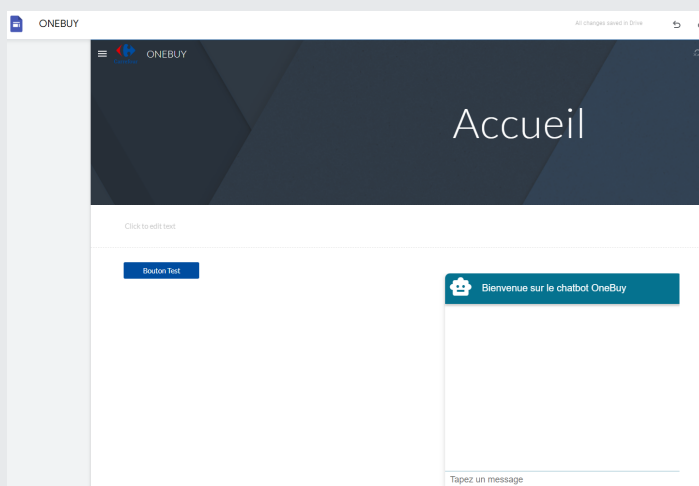 ONEBUY
All changes saved in Drive
ONEBUY
Accueil
Click to edit text
Bouton Test
Bienvenue sur le chatbot OneBuy
Tapez un message